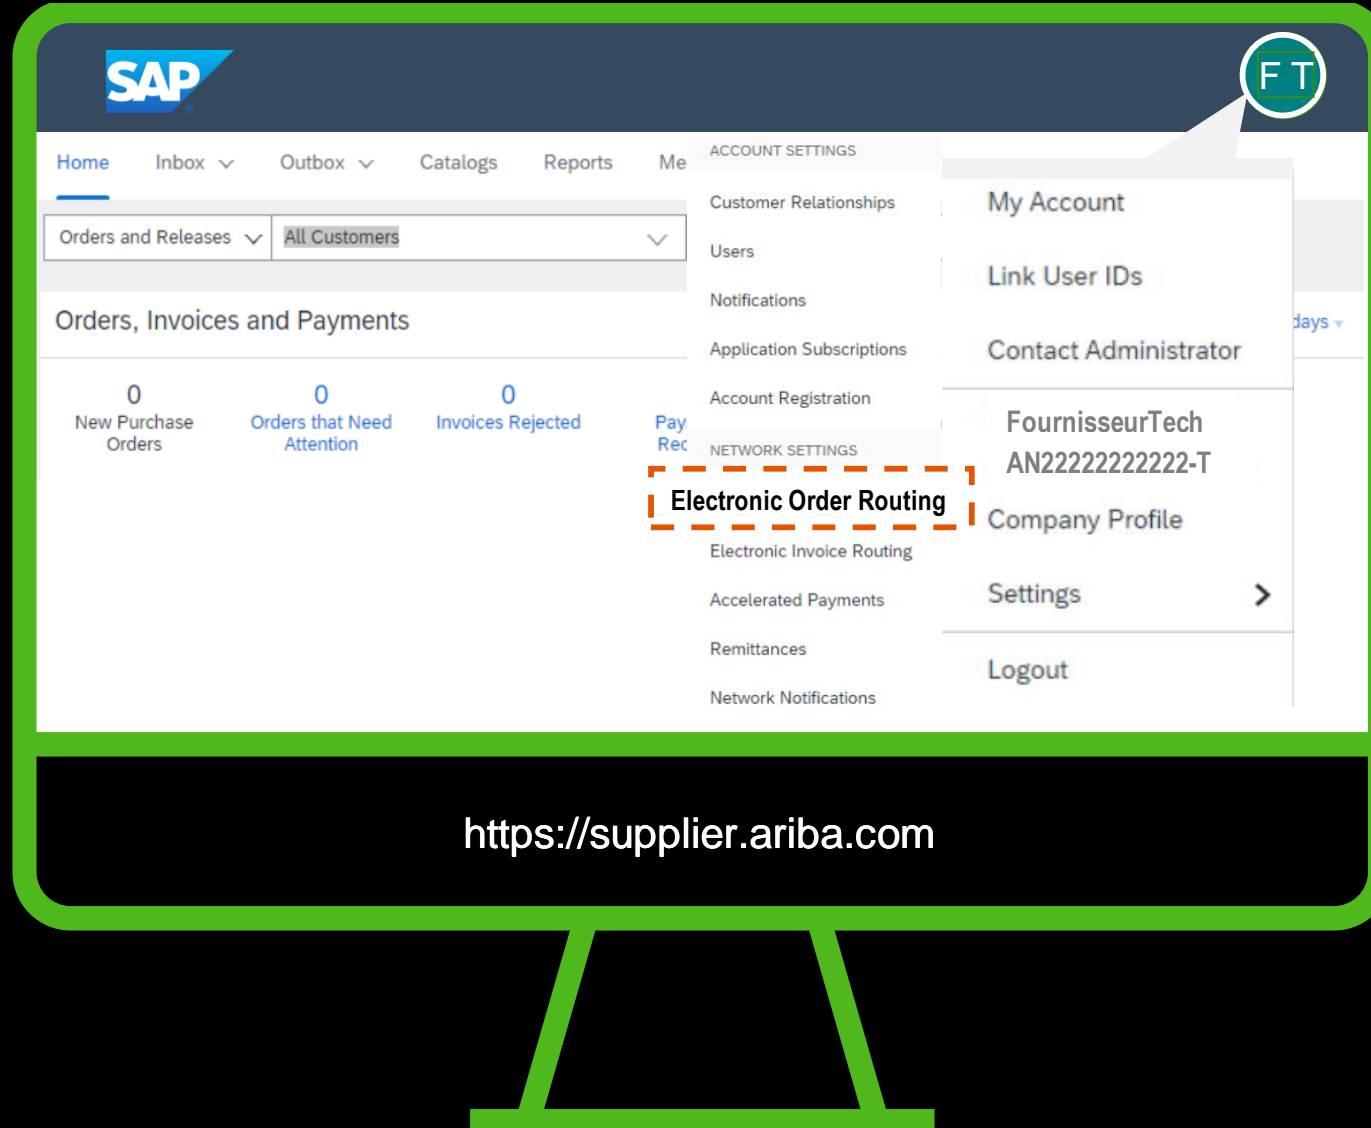 SAP
F T
Home Inbox Outbox Catalogs Reports Me
Orders and Releases All Customers
Orders, Invoices and Payments
days
0
New Purchase
Orders
0
Orders that Need
Attention
0
Invoices Rejected
Pay
Rec
ACCOUNT SETTINGS
Customer Relationships
Users
Notifications
Application Subscriptions
Account Registration
NETWORK SETTINGS
Electronic Order Routing
Electronic Invoice Routing
Accelerated Payments
Remittances
Network Notifications
My Account
Link User IDs
Contact Administrator
FournisseurTech
AN22222222222-T
Company Profile
Settings
Logout
https://supplier.ariba.com